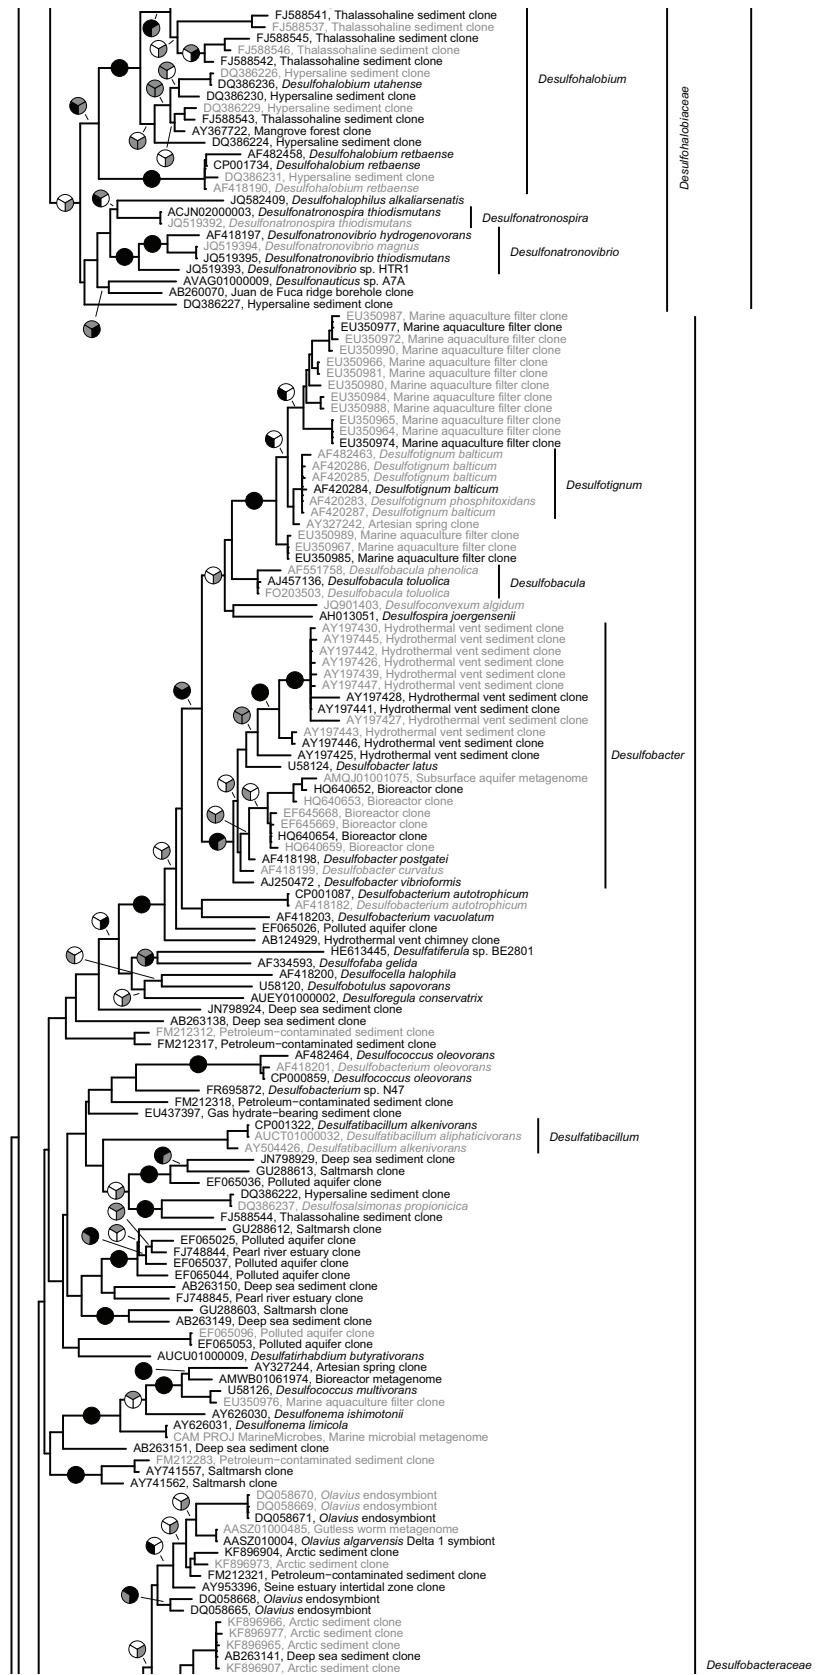 FJ588541, Thalassohaline sediment clone
FJ588537, Thalassohaline sediment clone
FJ588545, Thalassohaline sediment clone
FJ588546, Thalassohaline sediment clone
FJ588542, Thalassohaline sediment clone
DQ386226, Hypersaline sediment clone
Desulfohalobium
DQ386236, Desulfohalobium utahense
DQ386230, Hypersaline sediment clone
DQ386229, Hypersaline sediment clone
FJ588543, Thalassohaline sediment clone
AY367722, Mangrove forest clone
DQ386224, Hypersaline sediment clone
Desulfohalobiaceae
AF482458, Desulfohalobium retbaense
CP001734, Desulfohalobium retbaense
DQ386231, Hypersaline sediment clone
AF418190, Desulfohalobium retbaense
JQ582409, Desulfohalophilus alkaliarsenatis
ACJN02000003, Desulfonatronospira thiodismutans
Desulfonatronospira
JQ519392, Desulfonatronospira thiodismutans
AF418197, Desulfonatronovibrio hydrogenovorans
JQ519394, Desulfonatronovibrio magnus
Desulfonatronovibrio
JQ519395, Desulfonatronovibrio thiodismutans
JQ519393, Desulfonatronovibrio sp. HTR1
AVAG01000009, Desulfonauticus sp. A7A
AB260070, Juan de Fuca ridge borehole clone
DQ386227, Hypersaline sediment clone
EU350987, Marine aquaculture filter clone
EU350977, Marine aquaculture filter clone
EU350972, Marine aquaculture filter clone
EU350990, Marine aquaculture filter clone
EU350966, Marine aquaculture filter clone
EU350981, Marine aquaculture filter clone
EU350980, Marine aquaculture filter clone
EU350984, Marine aquaculture filter clone
EU350988, Marine aquaculture filter clone
EU350965, Marine aquaculture filter clone
EU350964, Marine aquaculture filter clone
EU350974, Marine aquaculture filter clone
AF482463, Desulfotignum balticum
AF420286, Desulfotignum balticum
AF420285, Desulfotignum balticum
Desulfotignum
AF420284, Desulfotignum balticum
AF420283, Desulfotignum phosphitoxidans
AF420287, Desulfotignum balticum
AY327242, Artesian spring clone
EU350989, Marine aquaculture filter clone
EU350967, Marine aquaculture filter clone
EU350985, Marine aquaculture filter clone
AF551758, Desulfobacula phenolica
AJ457136, Desulfobacula toluolica
Desulfobacula
FO203503, Desulfobacula toluolica
JQ901403, Desulfoconvexum algidum
AH013051, Desulfospira joergensenii
AY197430, Hydrothermal vent sediment clone
AY197445, Hydrothermal vent sediment clone
AY197442, Hydrothermal vent sediment clone
AY197426, Hydrothermal vent sediment clone
AY197439, Hydrothermal vent sediment clone
AY197447, Hydrothermal vent sediment clone
AY197428, Hydrothermal vent sediment clone
AY197441, Hydrothermal vent sediment clone
AY197427, Hydrothermal vent sediment clone
AY197443, Hydrothermal vent sediment clone
AY197446, Hydrothermal vent sediment clone
AY197425, Hydrothermal vent sediment clone
Desulfobacter
U58124, Desulfobacter latus
AMQJ01001075, Subsurface aquifer metagenome
HQ640652, Bioreactor clone
HQ640653, Bioreactor clone
EF645668, Bioreactor clone
EF645669, Bioreactor clone
HQ640654, Bioreactor clone
HQ640659, Bioreactor clone
AF418198, Desulfobacter postgatei
AF418199, Desulfobacter curvatus
AJ250472 , Desulfobacter vibrioformis
CP001087, Desulfobacterium autotrophicum
AF418182, Desulfobacterium autotrophicum
AF418203, Desulfobacterium vacuolatum
EF065026, Polluted aquifer clone
AB124929, Hydrothermal vent chimney clone
HE613445, Desulfatiferula sp. BE2801
AF334593, Desulfofaba gelida
AF418200, Desulfocella halophila
U58120, Desulfobotulus sapovorans
AUEY01000002, Desulforegula conservatrix
JN798924, Deep sea sediment clone
AB263138, Deep sea sediment clone
FM212312, Petroleum−contaminated sediment clone
FM212317, Petroleum−contaminated sediment clone
AF482464, Desulfococcus oleovorans
AF418201, Desulfobacterium oleovorans
CP000859, Desulfococcus oleovorans
FR695872, Desulfobacterium sp. N47
FM212318, Petroleum−contaminated sediment clone
EU437397, Gas hydrate−bearing sediment clone
CP001322, Desulfatibacillum alkenivorans
AUCT01000032, Desulfatibacillum aliphaticivorans
Desulfatibacillum
AY504426, Desulfatibacillum alkenivorans
JN798929, Deep sea sediment clone
GU288613, Saltmarsh clone
EF065036, Polluted aquifer clone
DQ386222, Hypersaline sediment clone
DQ386237, Desulfosalsimonas propionicica
FJ588544, Thalassohaline sediment clone
GU288612, Saltmarsh clone
EF065025, Polluted aquifer clone
FJ748844, Pearl river estuary clone
EF065037, Polluted aquifer clone
EF065044, Polluted aquifer clone
AB263150, Deep sea sediment clone
FJ748845, Pearl river estuary clone
GU288603, Saltmarsh clone
AB263149, Deep sea sediment clone
EF065096, Polluted aquifer clone
EF065053, Polluted aquifer clone
AUCU01000009, Desulfatirhabdium butyrativorans
AY327244, Artesian spring clone
AMWB01061974, Bioreactor metagenome
U58126, Desulfococcus multivorans
EU350976, Marine aquaculture filter clone
AY626030, Desulfonema ishimotonii
AY626031, Desulfonema limicola
CAM PROJ MarineMicrobes, Marine microbial metagenome
AB263151, Deep sea sediment clone
FM212283, Petroleum−contaminated sediment clone
AY741557, Saltmarsh clone
AY741562, Saltmarsh clone
DQ058670, Olavius endosymbiont
DQ058669, Olavius endosymbiont
DQ058671, Olavius endosymbiont
AASZ01000485, Gutless worm metagenome
AASZ010004, Olavius algarvensis Delta 1 symbiont
KF896904, Arctic sediment clone
KF896973, Arctic sediment clone
FM212321, Petroleum−contaminated sediment clone
AY953396, Seine estuary intertidal zone clone
DQ058668, Olavius endosymbiont
DQ058665, Olavius endosymbiont
KF896966, Arctic sediment clone
KF896977, Arctic sediment clone
KF896965, Arctic sediment clone
AB263141, Deep sea sediment clone
KF896907, Arctic sediment clone
Desulfobacteraceae